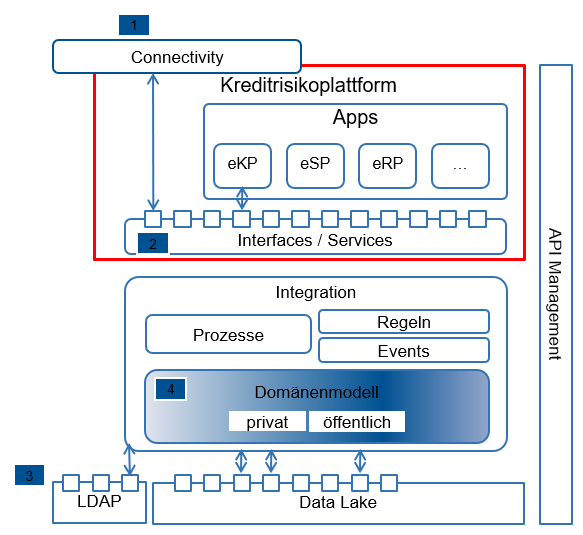 1
Connectivity
Kreditrisikoplattform
Apps
eKP
eSP
eRP
...
2
Interfaces / Services
API Management
Integration
Prozesse
Regeln
Events
4
Domänenmodell
privat
öffentlich
3
LDAP
Data Lake